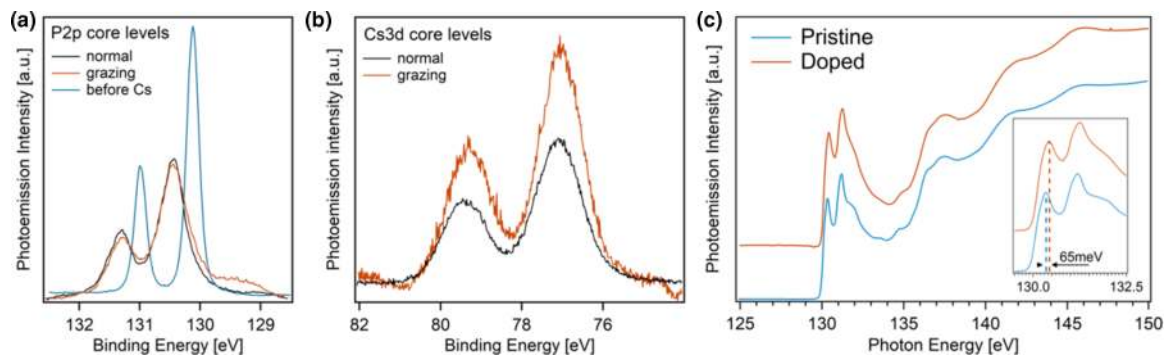 (a)
P2p core levels
normal
grazing
before Cs
Photoemission Intensity [a.u.]
132 131 130 129
Binding Energy [eV]
(b)
Cs3d core levels
normal
grazing
Photoemission intensity [a.u.]
82 80 78 76
Binding Energy [eV]
(c)
Pristine
Doped
Photoemission Intensity [a.u.]
65meV
130.0 132.5
125 130 135 140 145 150
Photon Energy [eV]